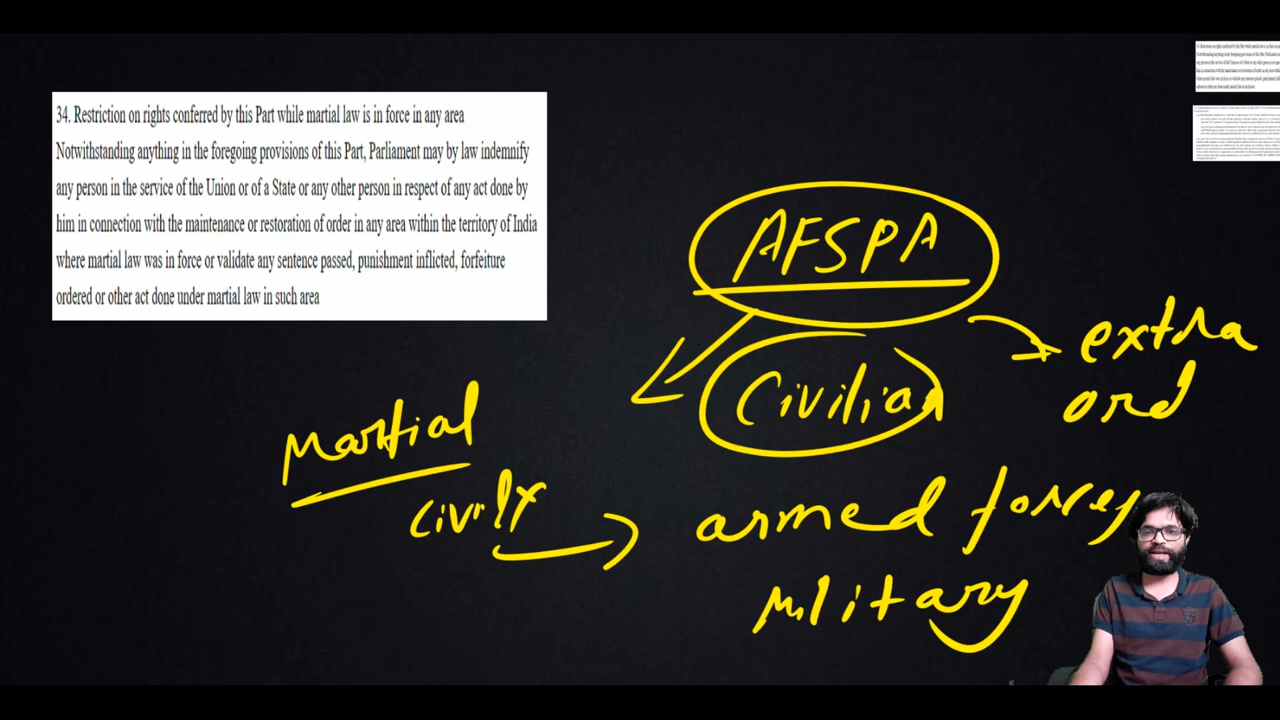 34. Restriction on rights conferred by this Part while martial law is in force in any area
Notwithstanding anything in the foregoing provisions of this Part, Parliament may by law indemnify
any person in the service of the Union or of a State or any other person in respect of any act done by
him in connection with the maintenance or restoration of order in any area within the territory of India
where martial law was in force or validate any sentence passed, punishment inflicted, forfeiture
ordered or other act done under martial law in such area
AFSPA
extra
ord
Civilian
Martial
civil x
armed forces
military